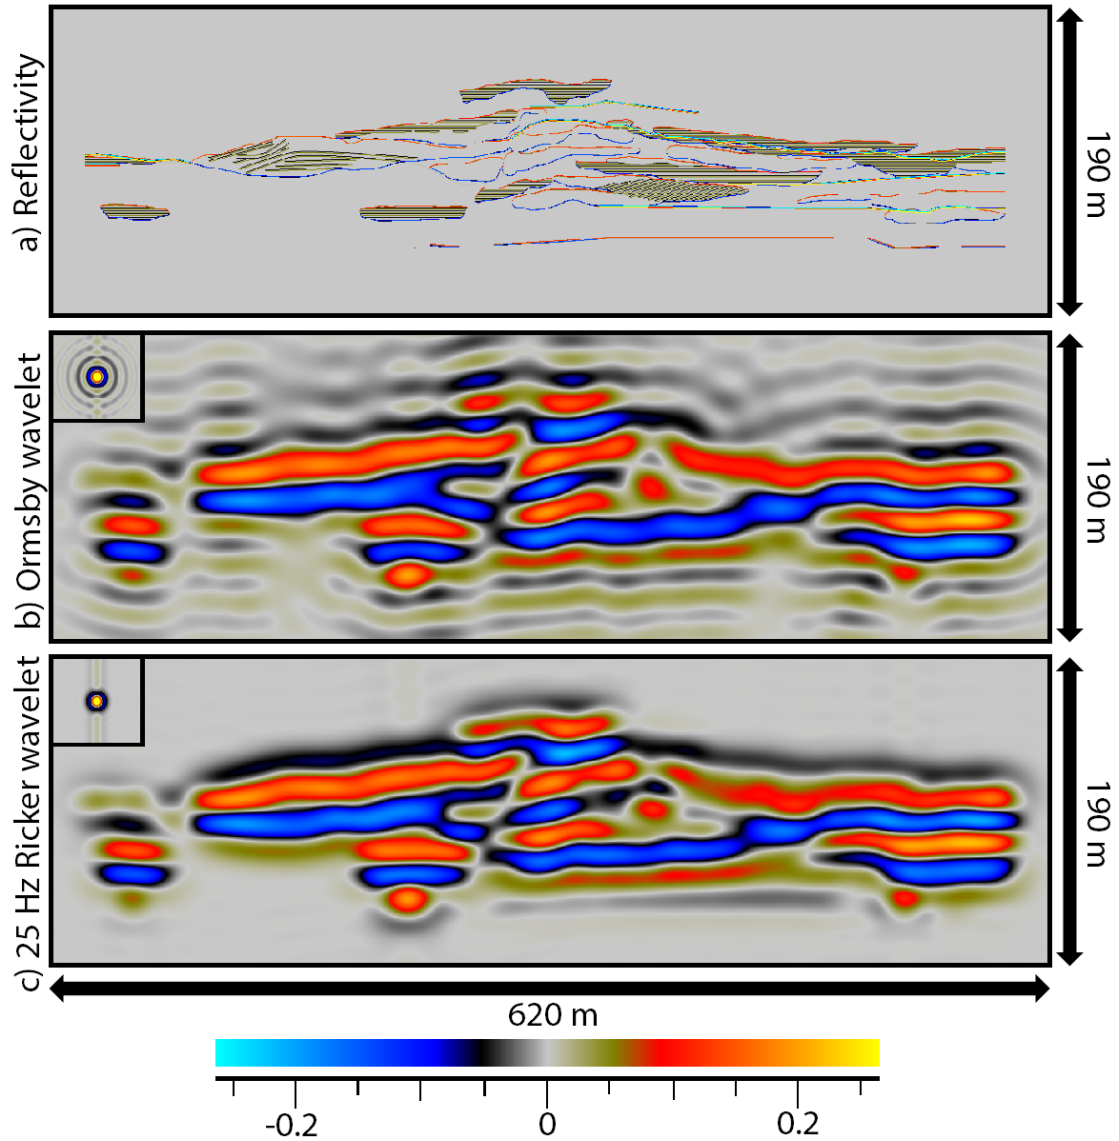 a) Reflectivity
190 m
b) Ormsby wavelet
190 m
c) 25 Hz Ricker wavelet
190 m
620 m
-0.2 0 0.2